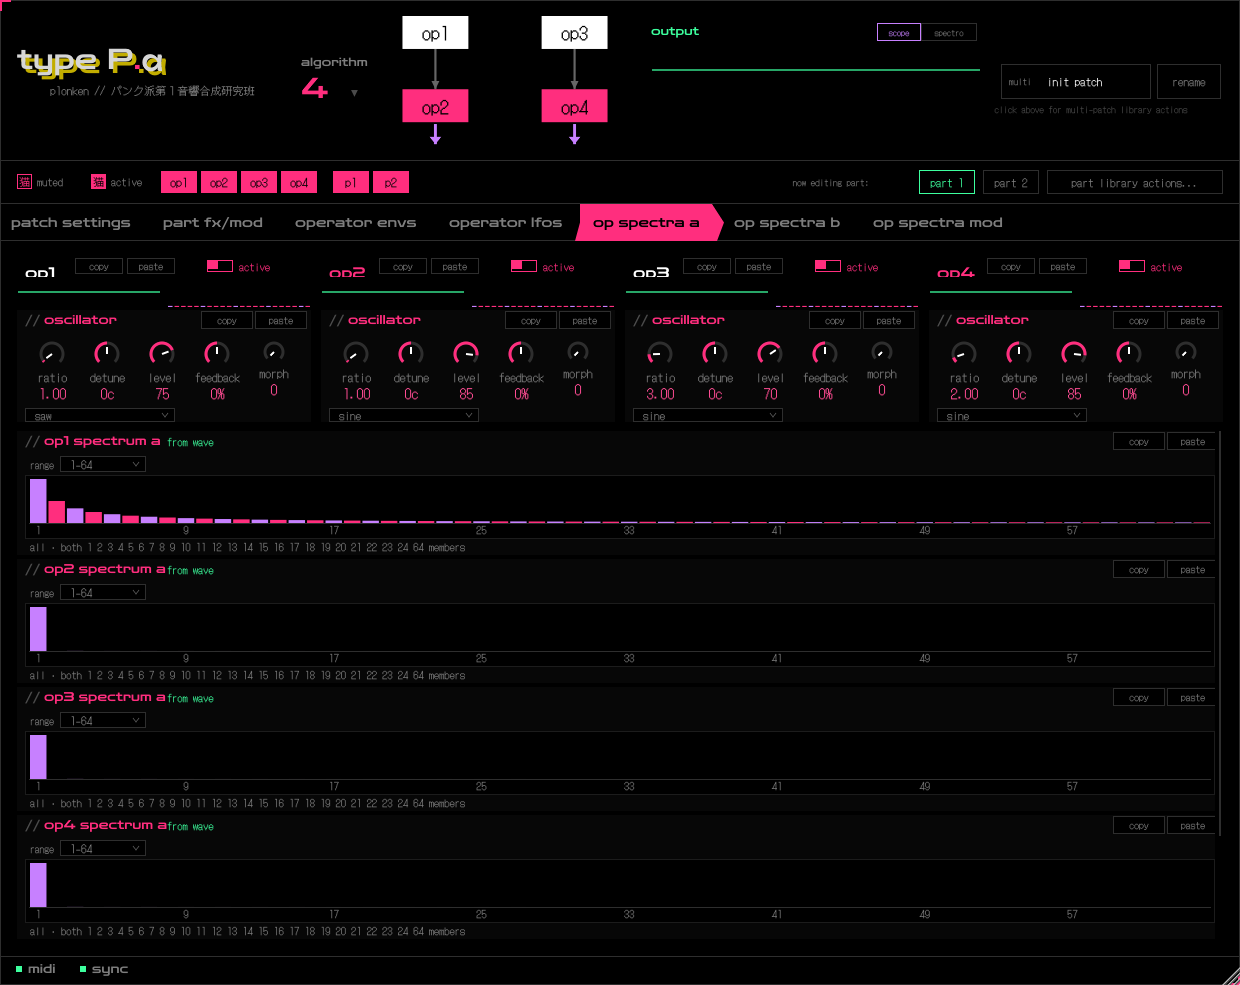 type P.a
plonken // パンク派第1音響合成研究班
algorithm
4
op1 op3
op2 op4
output
scope spectro
multi init patch
rename
click above for multi-patch library actions
猫 muted 猫 active op1 op2 op3 op4 p1 p2
now editing part: part 1 part 2 part library actions...
patch settings part fx/mod operator envs operator lfos op spectra a op spectra b op spectra mod
op1 copy paste active op2 copy paste active op3 copy paste active op4 copy paste active
// oscillator copy paste // oscillator copy paste // oscillator copy paste // oscillator copy paste
ratio detune level feedback morph ratio detune level feedback morph ratio detune level feedback morph ratio detune level feedback morph
1.00 0c 75 0% 0 1.00 0c 85 0% 0 3.00 0c 70 0% 0 2.00 0c 85 0% 0
saw sine sine sine
// op1 spectrum a from wave copy paste
range 1-64
1 9 17 25 33 41 49 57
all · both 1 2 3 4 5 6 7 8 9 10 11 12 13 14 15 16 17 18 19 20 21 22 23 24 64 members
// op2 spectrum a from wave copy paste
range 1-64
1 9 17 25 33 41 49 57
all · both 1 2 3 4 5 6 7 8 9 10 11 12 13 14 15 16 17 18 19 20 21 22 23 24 64 members
// op3 spectrum a from wave copy paste
range 1-64
1 9 17 25 33 41 49 57
all · both 1 2 3 4 5 6 7 8 9 10 11 12 13 14 15 16 17 18 19 20 21 22 23 24 64 members
// op4 spectrum a from wave copy paste
range 1-64
1 9 17 25 33 41 49 57
all · both 1 2 3 4 5 6 7 8 9 10 11 12 13 14 15 16 17 18 19 20 21 22 23 24 64 members
midi sync